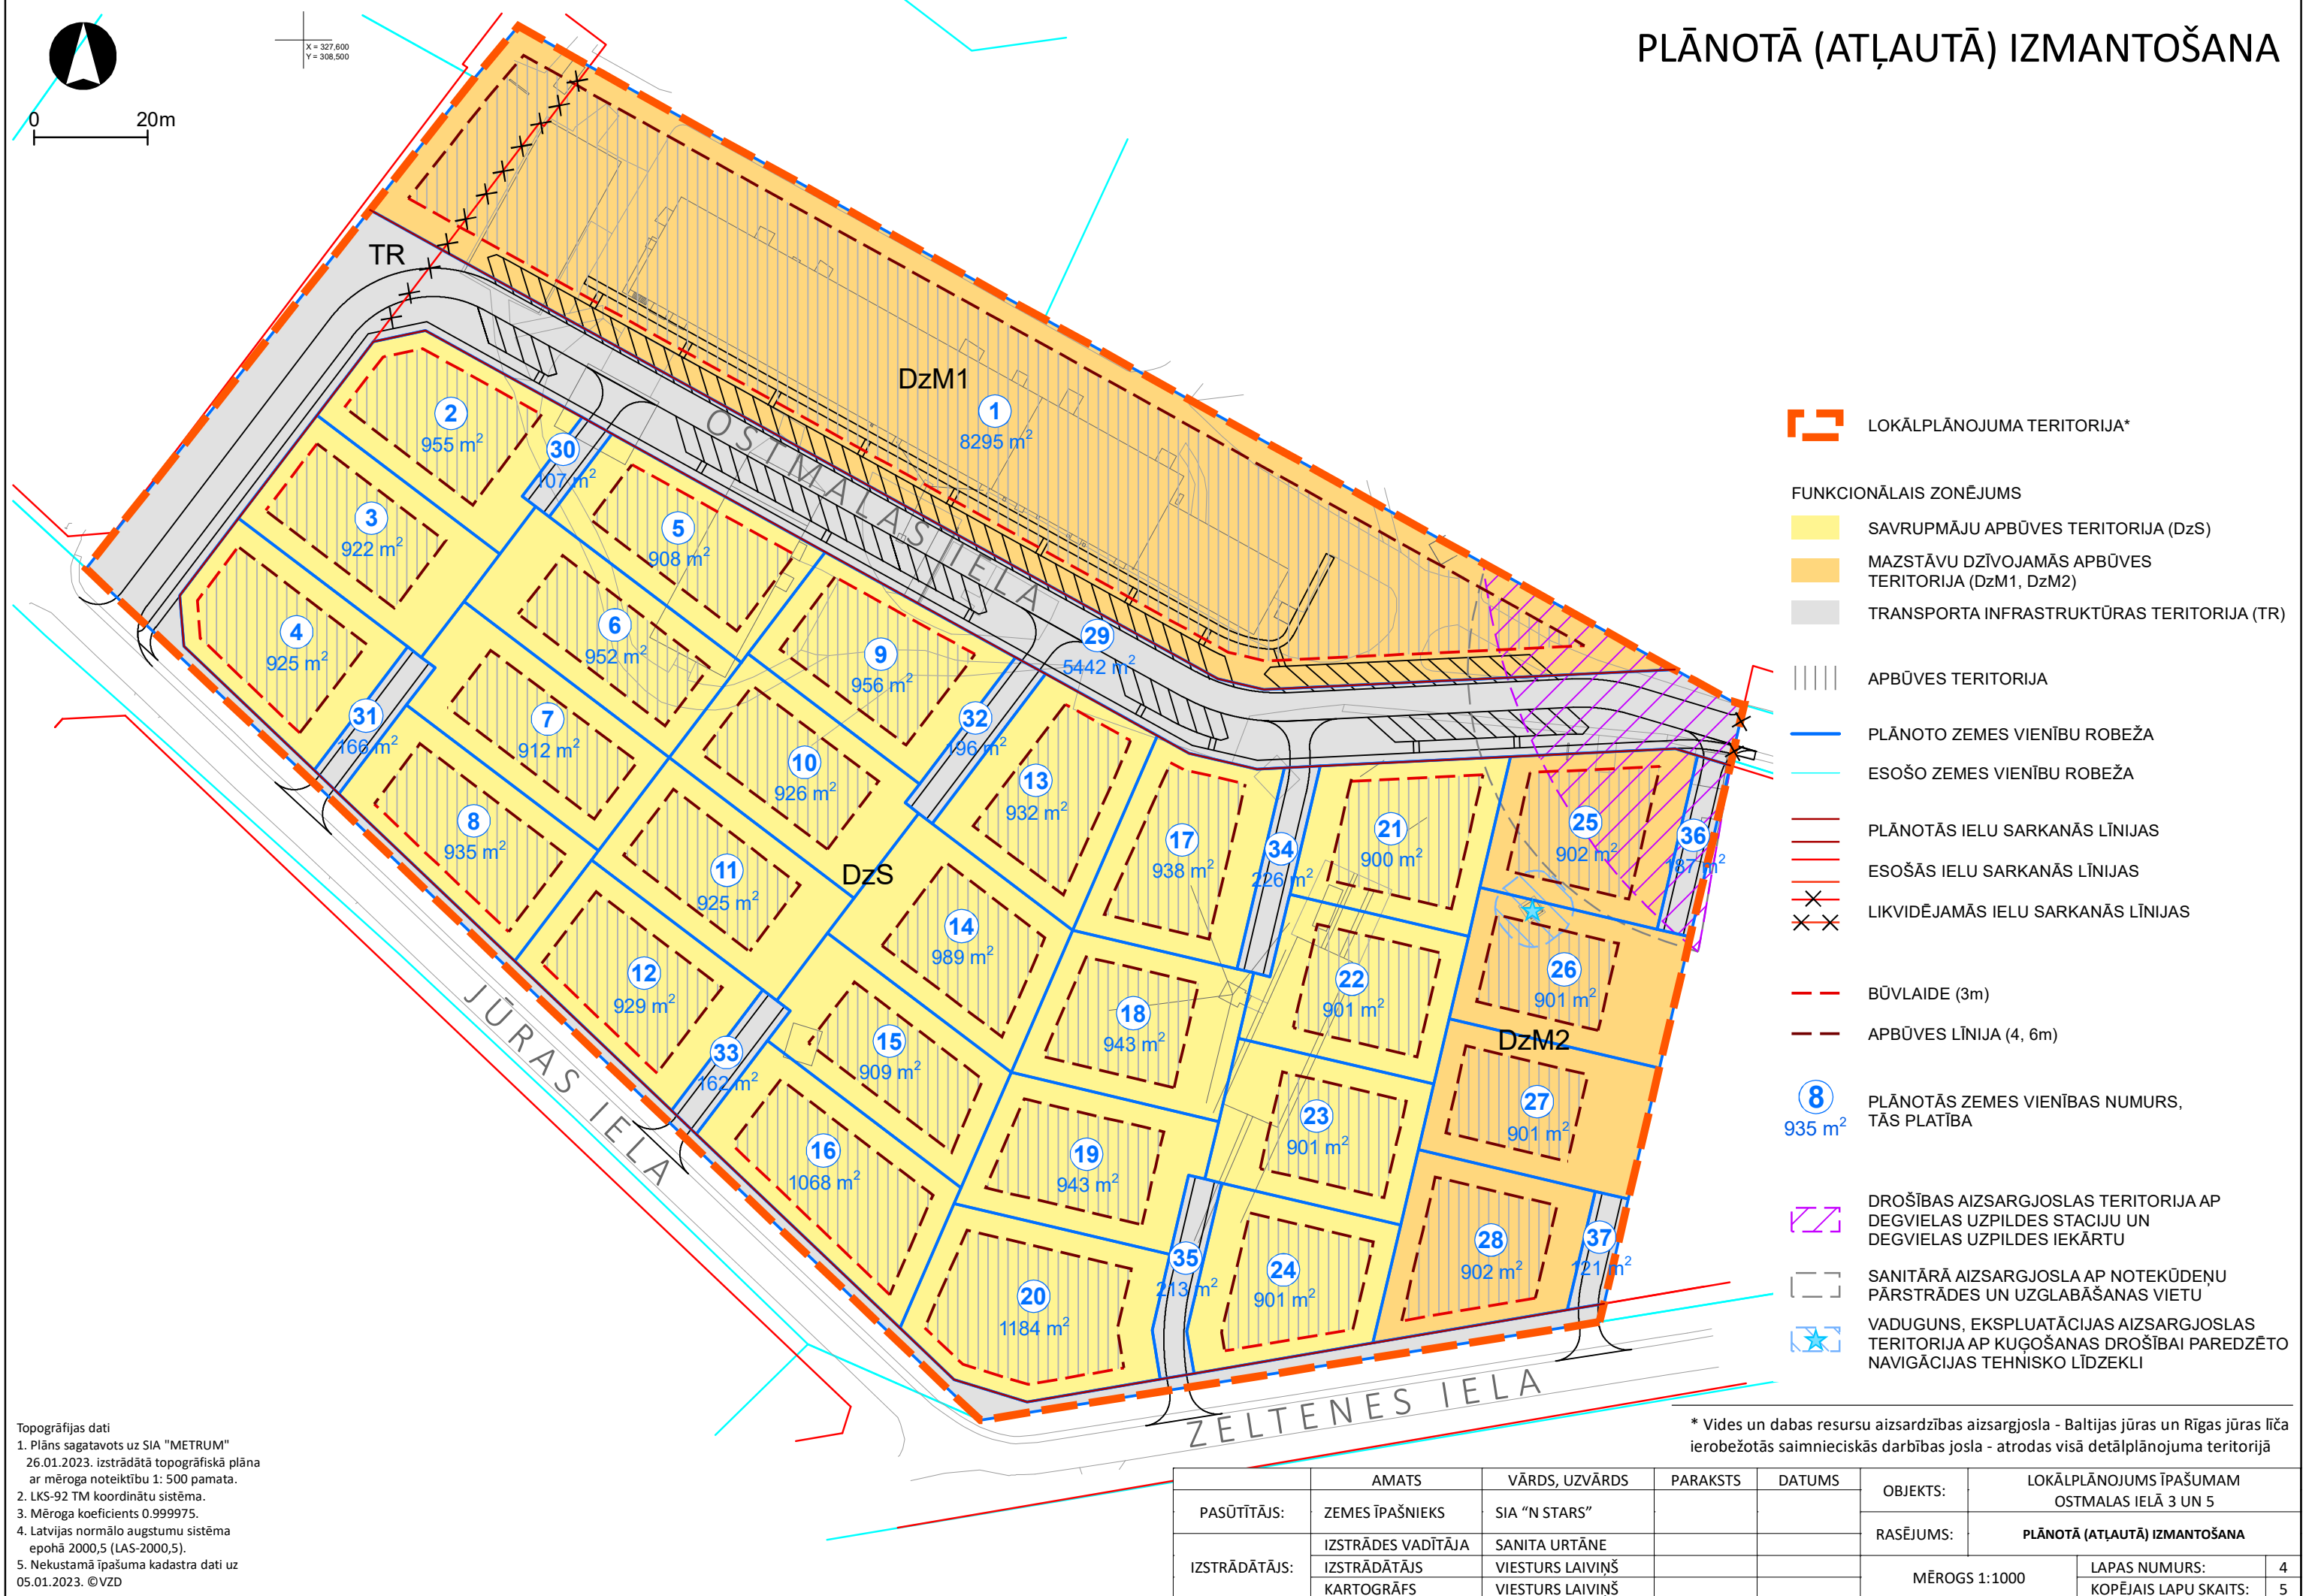 PLĀNOTĀ (ATĻAUTĀ) IZMANTOŠANA
X = 327,600
Y = 308,500
0 20m
TR
DzM1
1
8295 m²
OSTMALAS IELA
2
955 m²
30
107 m²
3
922 m²
5
908 m²
4
925 m²
6
952 m²
9
956 m²
29
5442 m²
31
166 m²
7
912 m²
32
196 m²
10
926 m²
13
932 m²
8
935 m²
17
938 m²
34
226 m²
21
900 m²
25
902 m²
36
187 m²
11
925 m²
DzS
14
989 m²
12
929 m²
18
943 m²
22
901 m²
26
901 m²
DzM2
33
162 m²
15
909 m²
23
901 m²
27
901 m²
16
1068 m²
19
943 m²
28
902 m²
37
121 m²
35
213 m²
24
901 m²
20
1184 m²
JŪRAS IELA
ZELTENES IELA
LOKĀLPLĀNOJUMA TERITORIJA*
FUNKCIONĀLAIS ZONĒJUMS
SAVRUPMĀJU APBŪVES TERITORIJA (DzS)
MAZSTĀVU DZĪVOJAMĀS APBŪVES
TERITORIJA (DzM1, DzM2)
TRANSPORTA INFRASTRUKTŪRAS TERITORIJA (TR)
APBŪVES TERITORIJA
PLĀNOTO ZEMES VIENĪBU ROBEŽA
ESOŠO ZEMES VIENĪBU ROBEŽA
PLĀNOTĀS IELU SARKANĀS LĪNIJAS
ESOŠĀS IELU SARKANĀS LĪNIJAS
LIKVIDĒJAMĀS IELU SARKANĀS LĪNIJAS
BŪVLAIDE (3m)
APBŪVES LĪNIJA (4, 6m)
8
935 m²
PLĀNOTĀS ZEMES VIENĪBAS NUMURS,
TĀS PLATĪBA
DROŠĪBAS AIZSARGJOSLAS TERITORIJA AP
DEGVIELAS UZPILDES STACIJU UN
DEGVIELAS UZPILDES IEKĀRTU
SANITĀRĀ AIZSARGJOSLA AP NOTEKŪDEŅU
PĀRSTRĀDES UN UZGLABĀŠANAS VIETU
VADUGUNS, EKSPLUATĀCIJAS AIZSARGJOSLAS
TERITORIJA AP KUĢOŠANAS DROŠĪBAI PAREDZĒTO
NAVIGĀCIJAS TEHNISKO LĪDZEKLI
* Vides un dabas resursu aizsardzības aizsargjosla - Baltijas jūras un Rīgas jūras līča
ierobežotās saimnieciskās darbības josla - atrodas visā detālplānojuma teritorijā
Topogrāfijas dati
1. Plāns sagatavots uz SIA "METRUM"
26.01.2023. izstrādātā topogrāfiskā plāna
ar mēroga noteiktību 1: 500 pamata.
2. LKS-92 TM koordinātu sistēma.
3. Mēroga koeficients 0.999975.
4. Latvijas normālo augstumu sistēma
epohā 2000,5 (LAS-2000,5).
5. Nekustamā īpašuma kadastra dati uz
05.01.2023. ©VZD
AMATS VĀRDS, UZVĀRDS PARAKSTS DATUMS
PASŪTĪTĀJS: ZEMES ĪPAŠNIEKS SIA “N STARS”
IZSTRĀDĀTĀJS: IZSTRĀDES VADĪTĀJA SANITA URTĀNE
IZSTRĀDĀTĀJS VIESTURS LAIVIŅŠ
KARTOGRĀFS VIESTURS LAIVIŅŠ
OBJEKTS: LOKĀLPLĀNOJUMS ĪPAŠUMAM
OSTMALAS IELĀ 3 UN 5
RASĒJUMS: PLĀNOTĀ (ATĻAUTĀ) IZMANTOŠANA
MĒROGS 1:1000
LAPAS NUMURS: 4
KOPĒJAIS LAPU SKAITS: 5